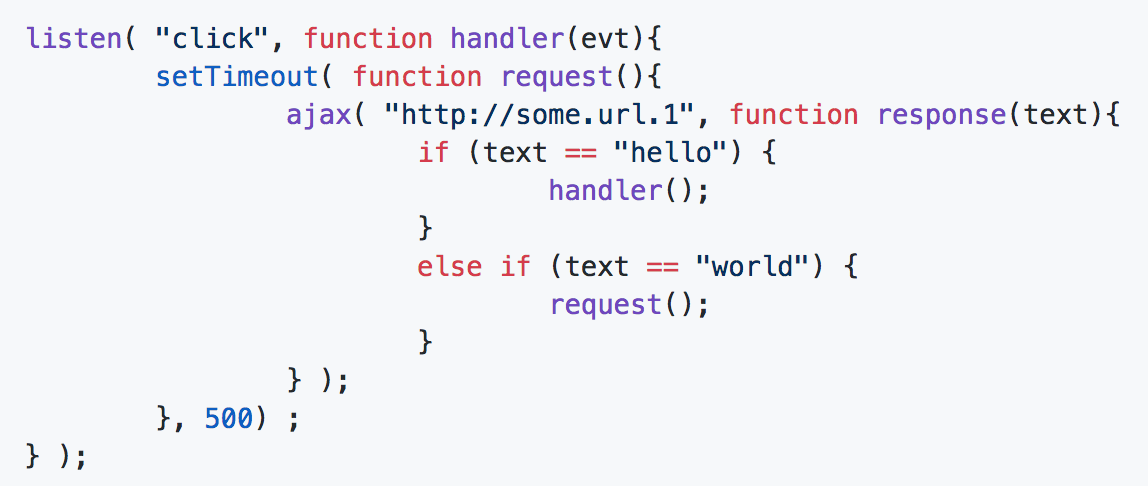 listen( "click", function handler(evt){
        setTimeout( function request(){
                ajax( "http://some.url.1", function response(text){
                        if (text == "hello") {
                                handler();
                        }
                        else if (text == "world") {
                                request();
                        }
                } );
        }, 500) ;
} );